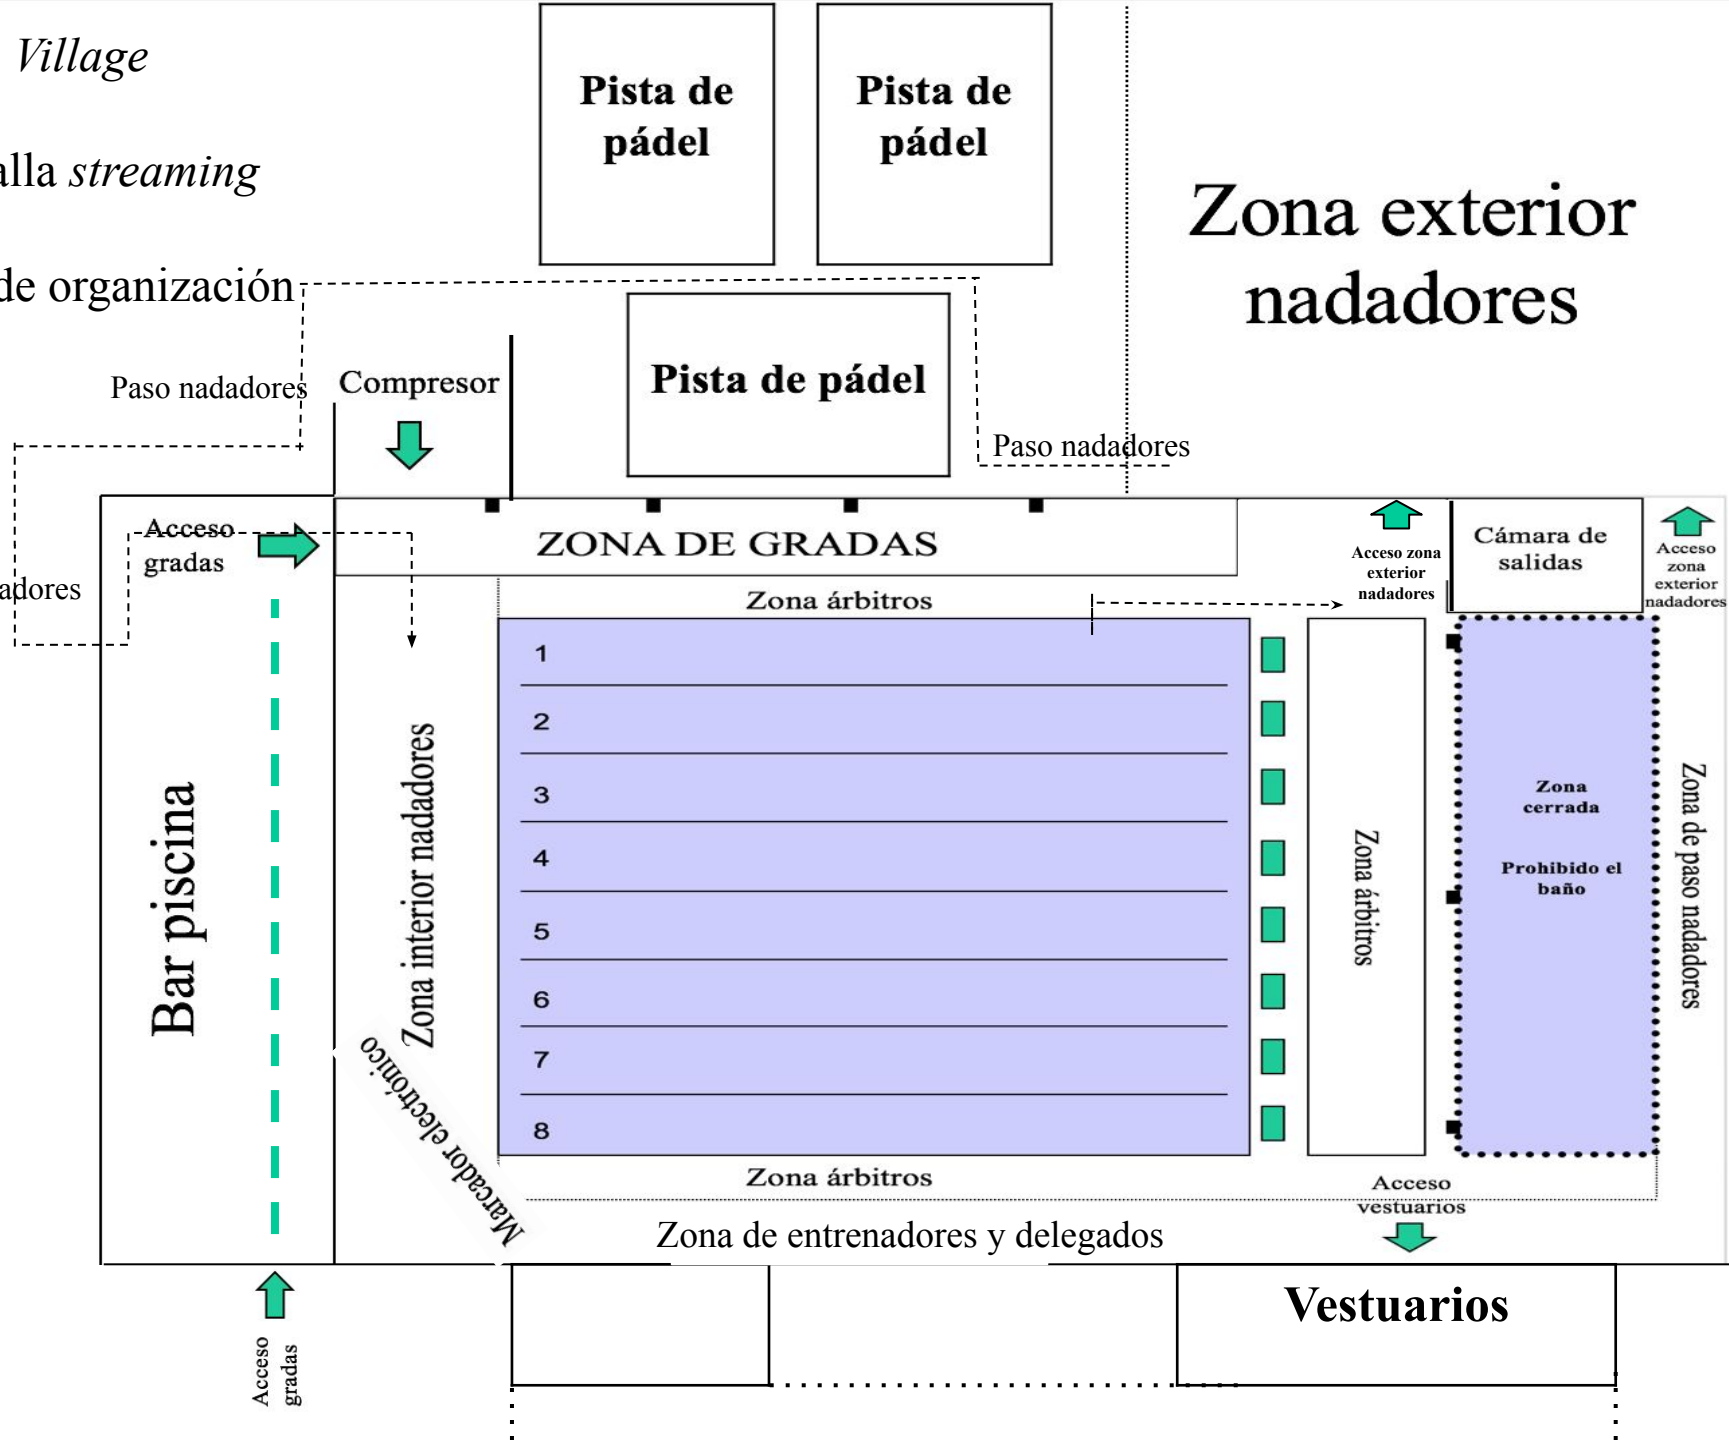 Village
alla streaming
de organización
Pista de
pádel
Pista de
pádel
Zona exterior
nadadores
Paso nadadores
Compresor
Pista de pádel
Paso nadadores
Acceso
gradas
ZONA DE GRADAS
Acceso zona
exterior
nadadores
Cámara de
salidas
Acceso
zona
exterior
nadadores
adores
Zona árbitros
1
2
3
4
5
6
7
8
Bar piscina
Zona interior nadadores
Marcador electrónico
Zona árbitros
Zona
cerrada
Prohibido el
baño
Zona de paso nadadores
Zona árbitros
Acceso
vestuarios
Zona de entrenadores y delegados
Vestuarios
Acceso
gradas